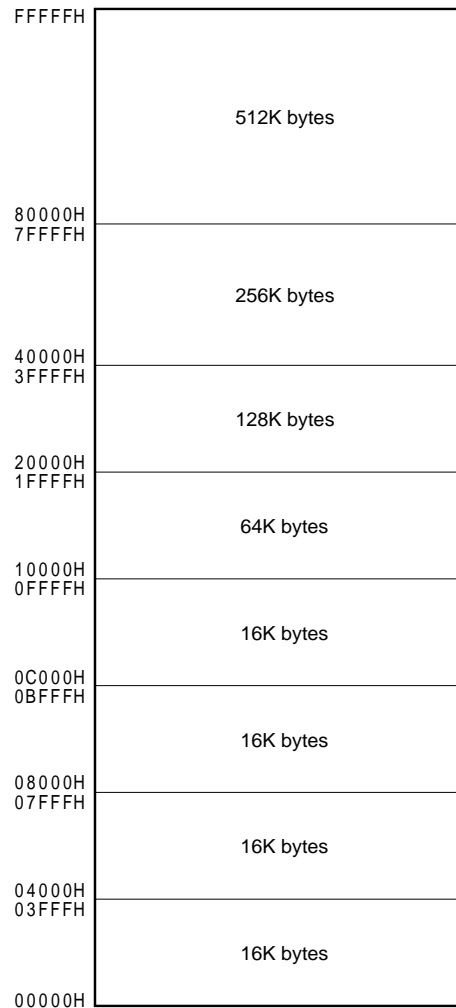 FFFFFH
512K bytes
80000H
7FFFFH
256K bytes
40000H
3FFFFH
128K bytes
20000H
1FFFFH
64K bytes
10000H
0FFFFH
16K bytes
0C000H
0BFFFH
16K bytes
08000H
07FFFH
16K bytes
04000H
03FFFH
16K bytes
00000H